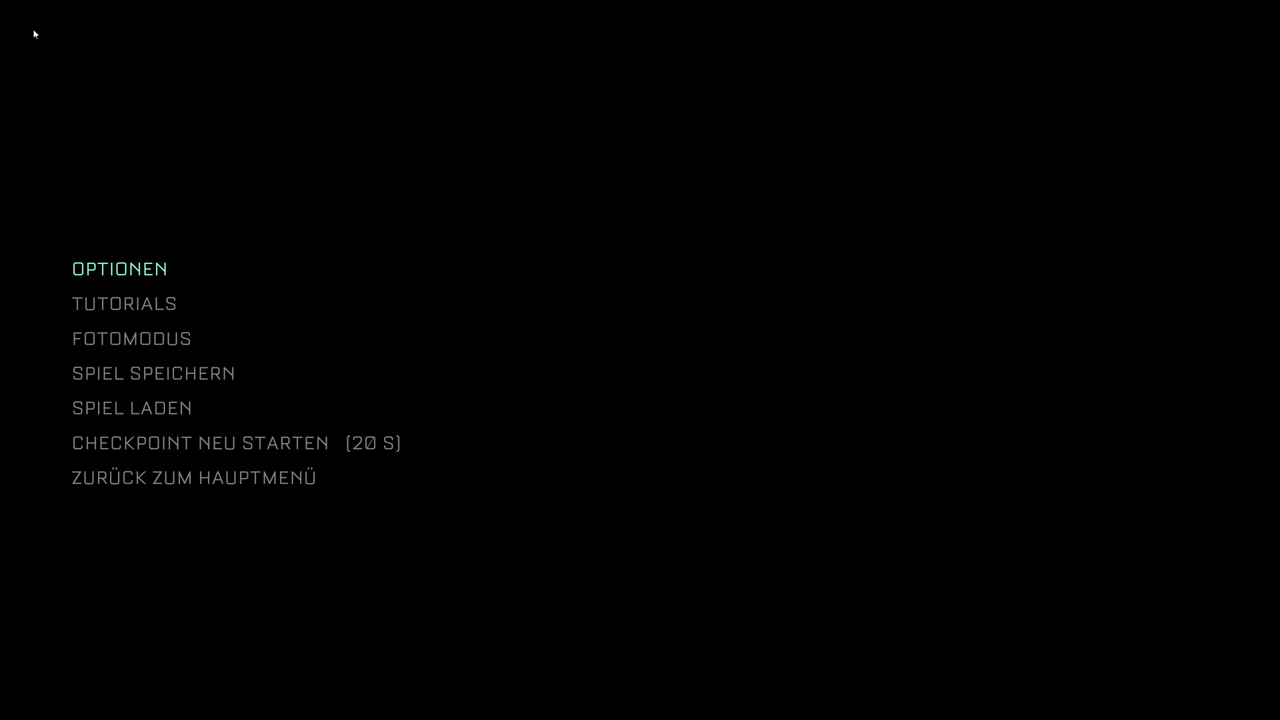 OPTIONEN
TUTORIALS
FOTOMODUS
SPIEL SPEICHERN
SPIEL LADEN
CHECKPOINT NEU STARTEN (20 S)
ZURÜCK ZUM HAUPTMENÜ